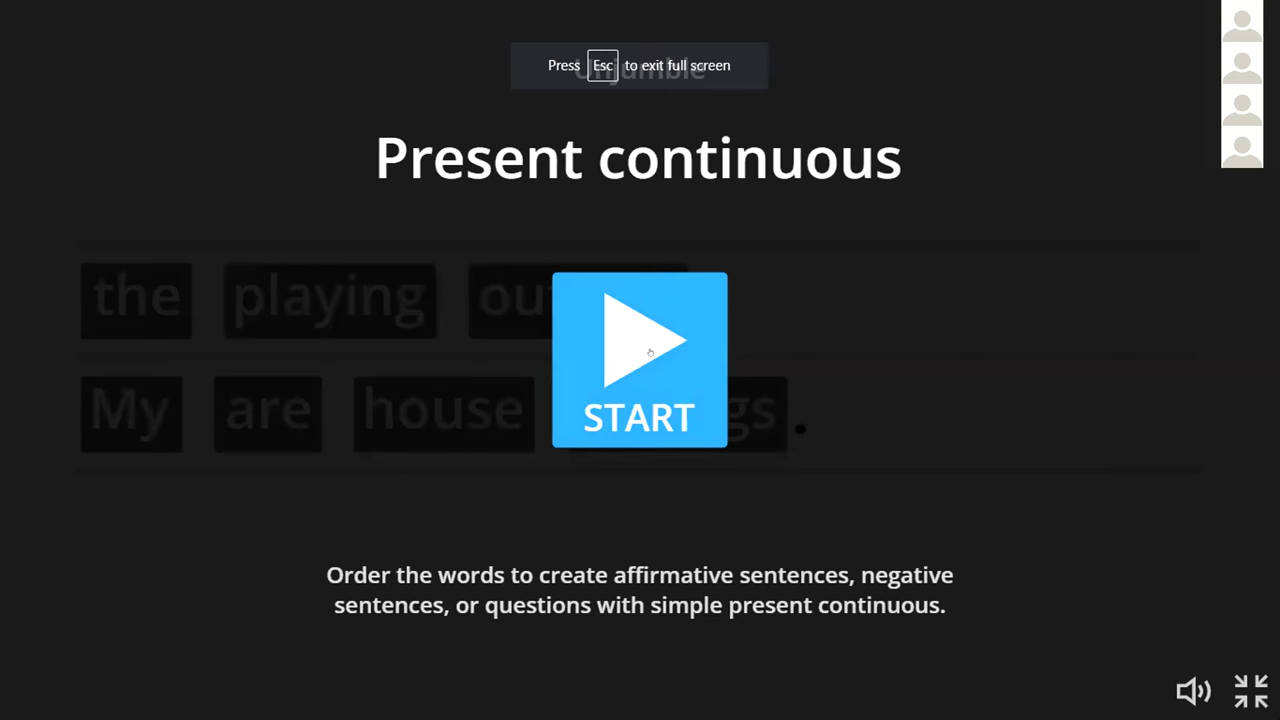 Press Esc to exit full screen
Unjumble
Present continuous
the playing
My are house
START
Order the words to create affirmative sentences, negative
sentences, or questions with simple present continuous.